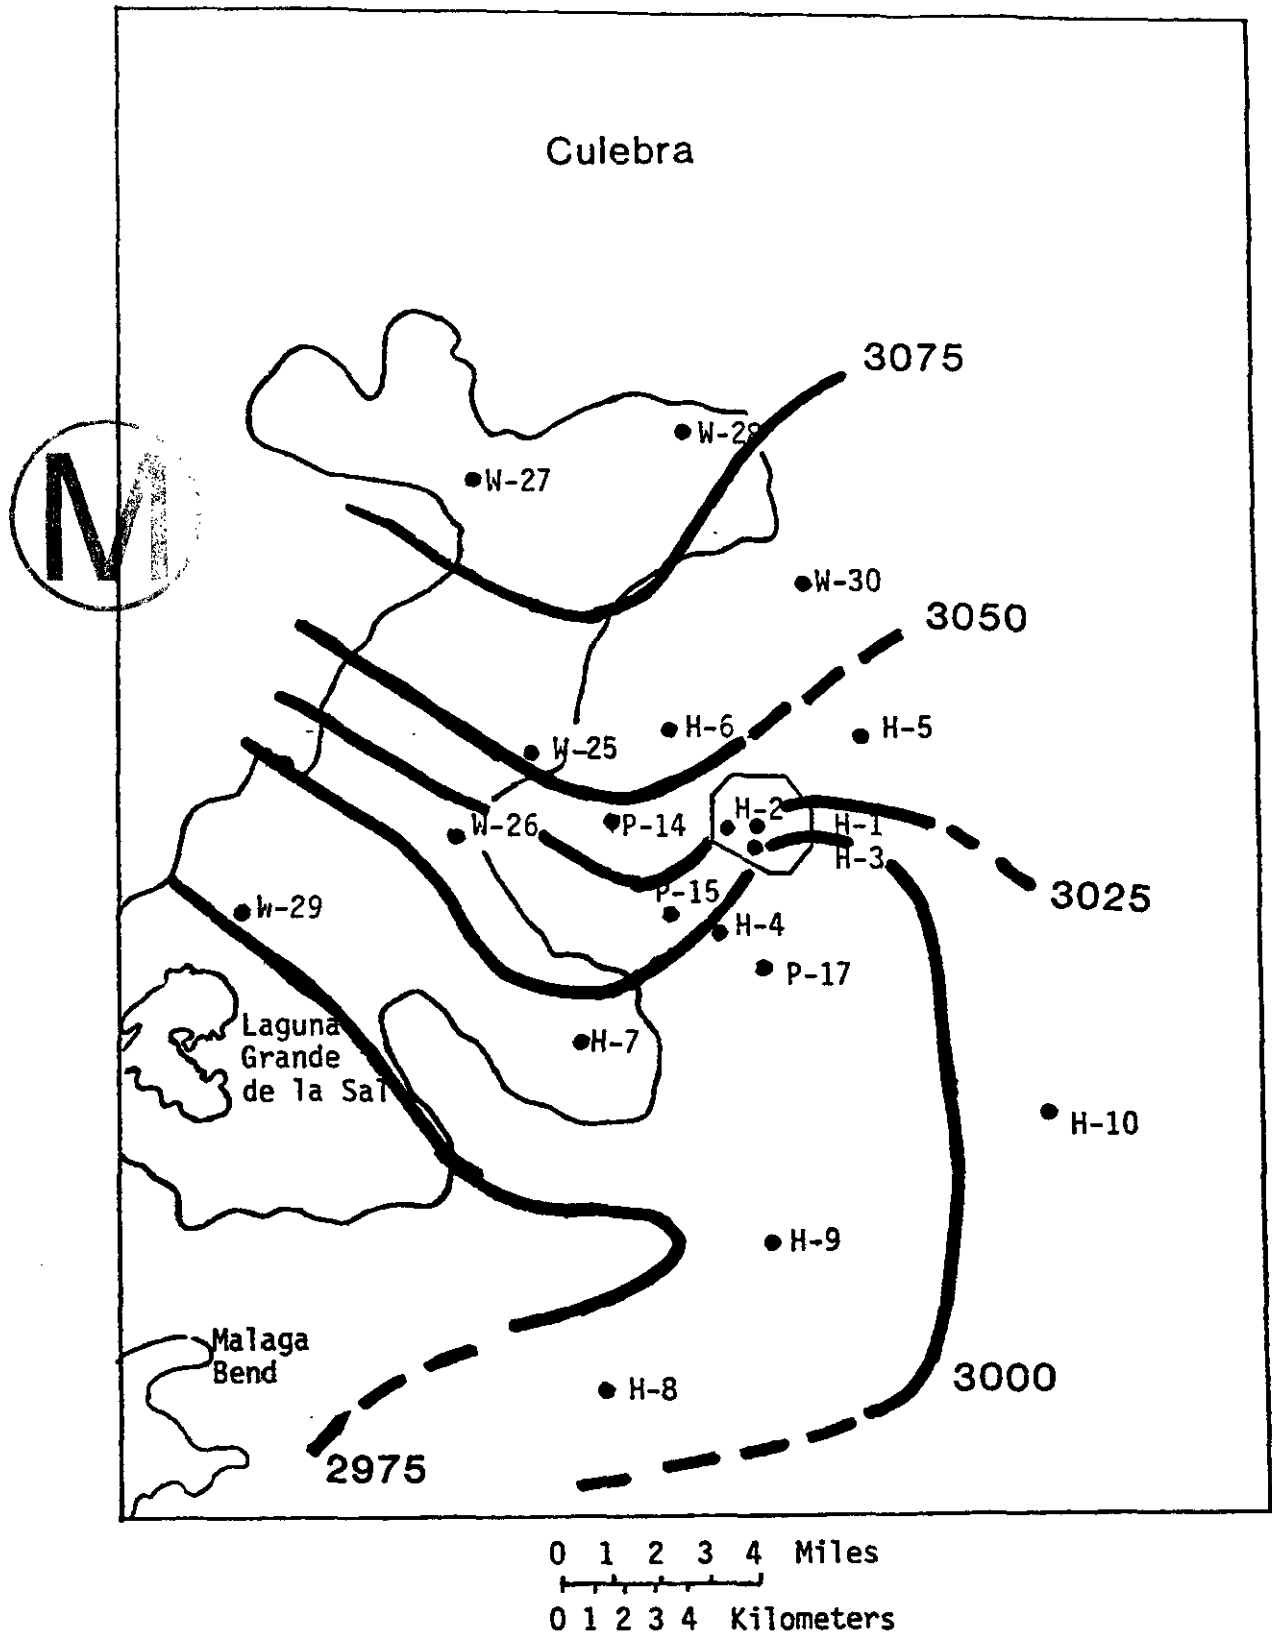 Culebra
3075
W-28
W-27
M
W-30
3050
H-6
H-5
W-25
H-2
P-14
W-26
H-1
H-3
P-15
3025
W-29
H-4
P-17
Laguna
Grande
de la Sal
H-7
H-10
H-9
Malaga
Bend
3000
H-8
2975
0 1 2 3 4 Miles
0 1 2 3 4 Kilometers